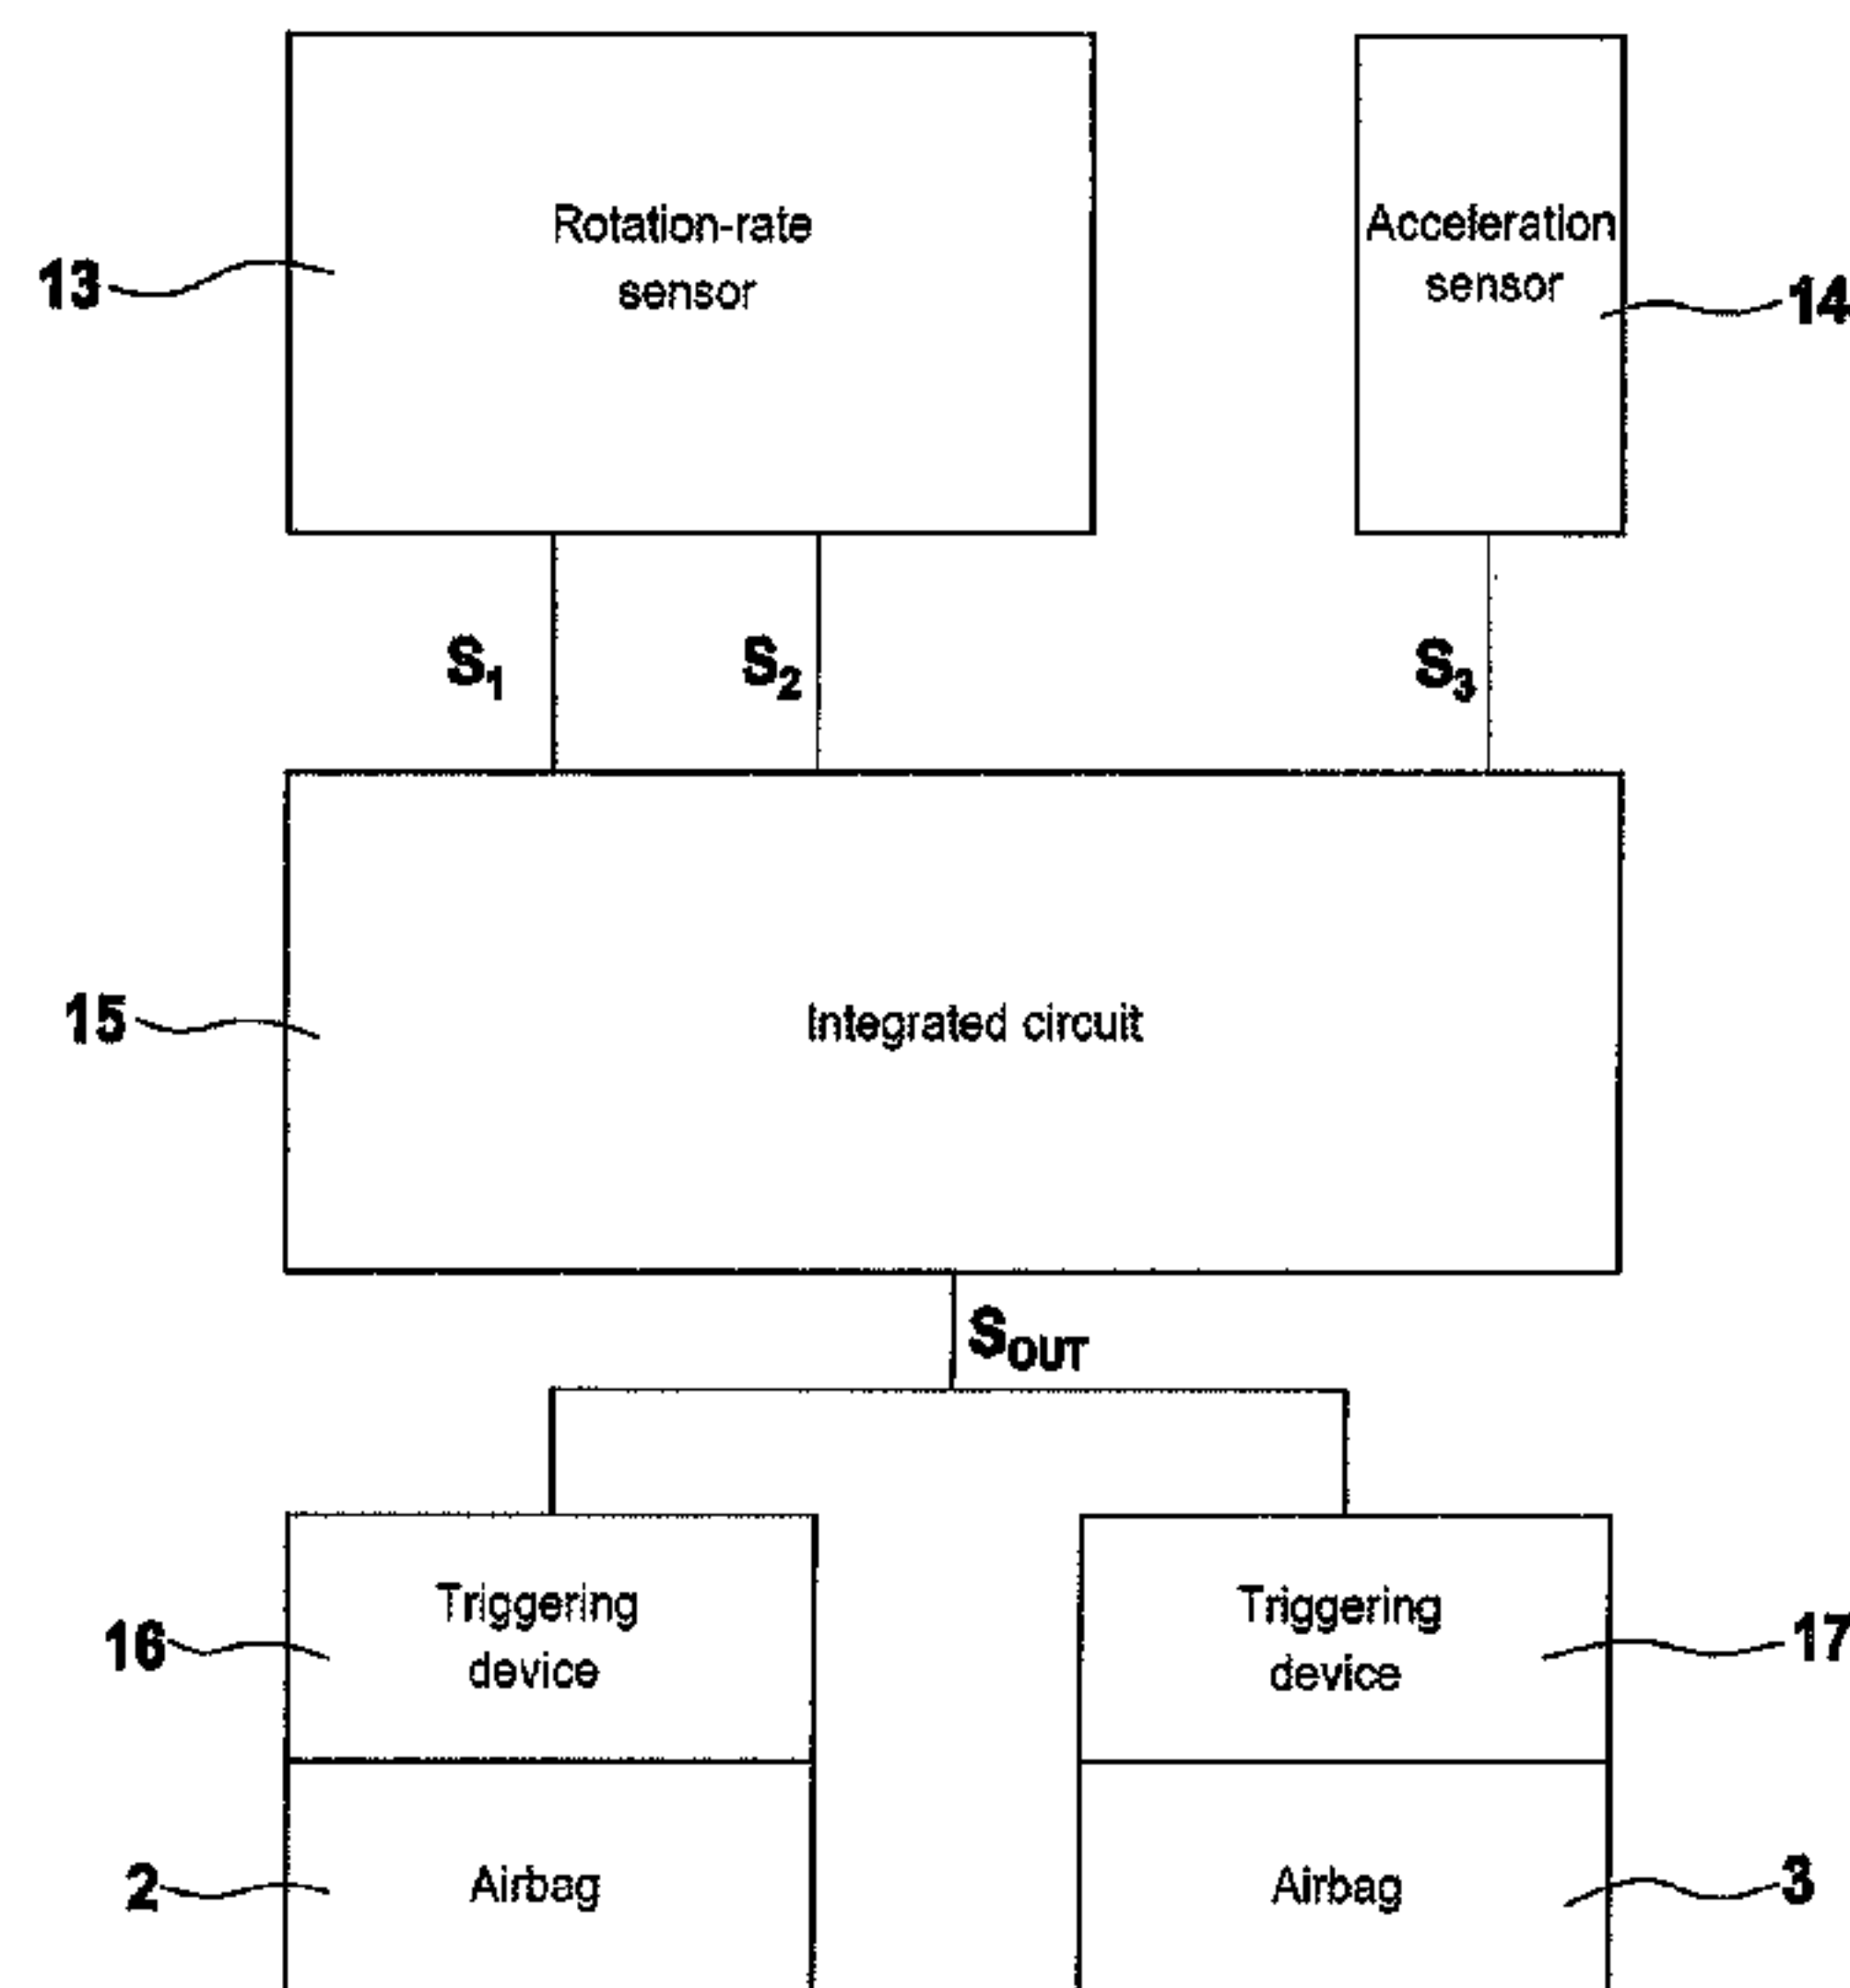 Rotation-rate
sensor
Acceleration
sensor
13
14
S₁
S₂
S₃
15
Integrated circuit
S_OUT
Triggering
device
Triggering
device
16
17
2
Airbag
Airbag
3